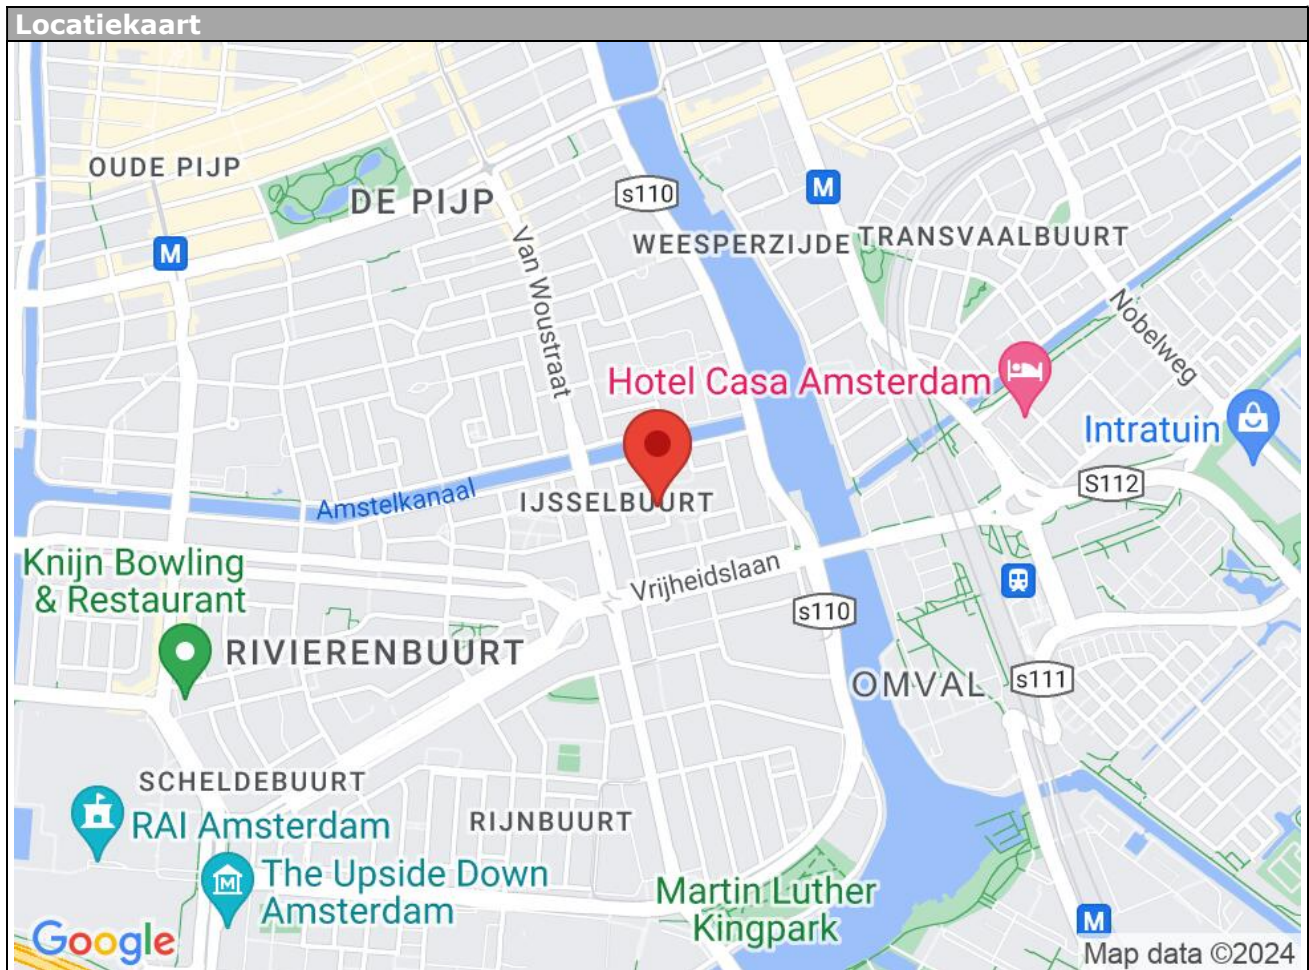 Locatiekaart
OUDE PIJP
DE PIJP
s110
M
WEESPERZIJDE
TRANSVAALBUURT
M
Van Woustraat
Nobelweg
Hotel Casa Amsterdam
Intratuin
S112
Amstelkanaal
IJSSELBUURT
Knijn Bowling
& Restaurant
Vrijheidslaan
s110
RIVIERENBUURT
OMVAL
s111
SCHELDEBUURT
RAI Amsterdam
RIJNBUURT
The Upside Down
Amsterdam
M
Martin Luther
Kingpark
M
Google
Map data ©2024